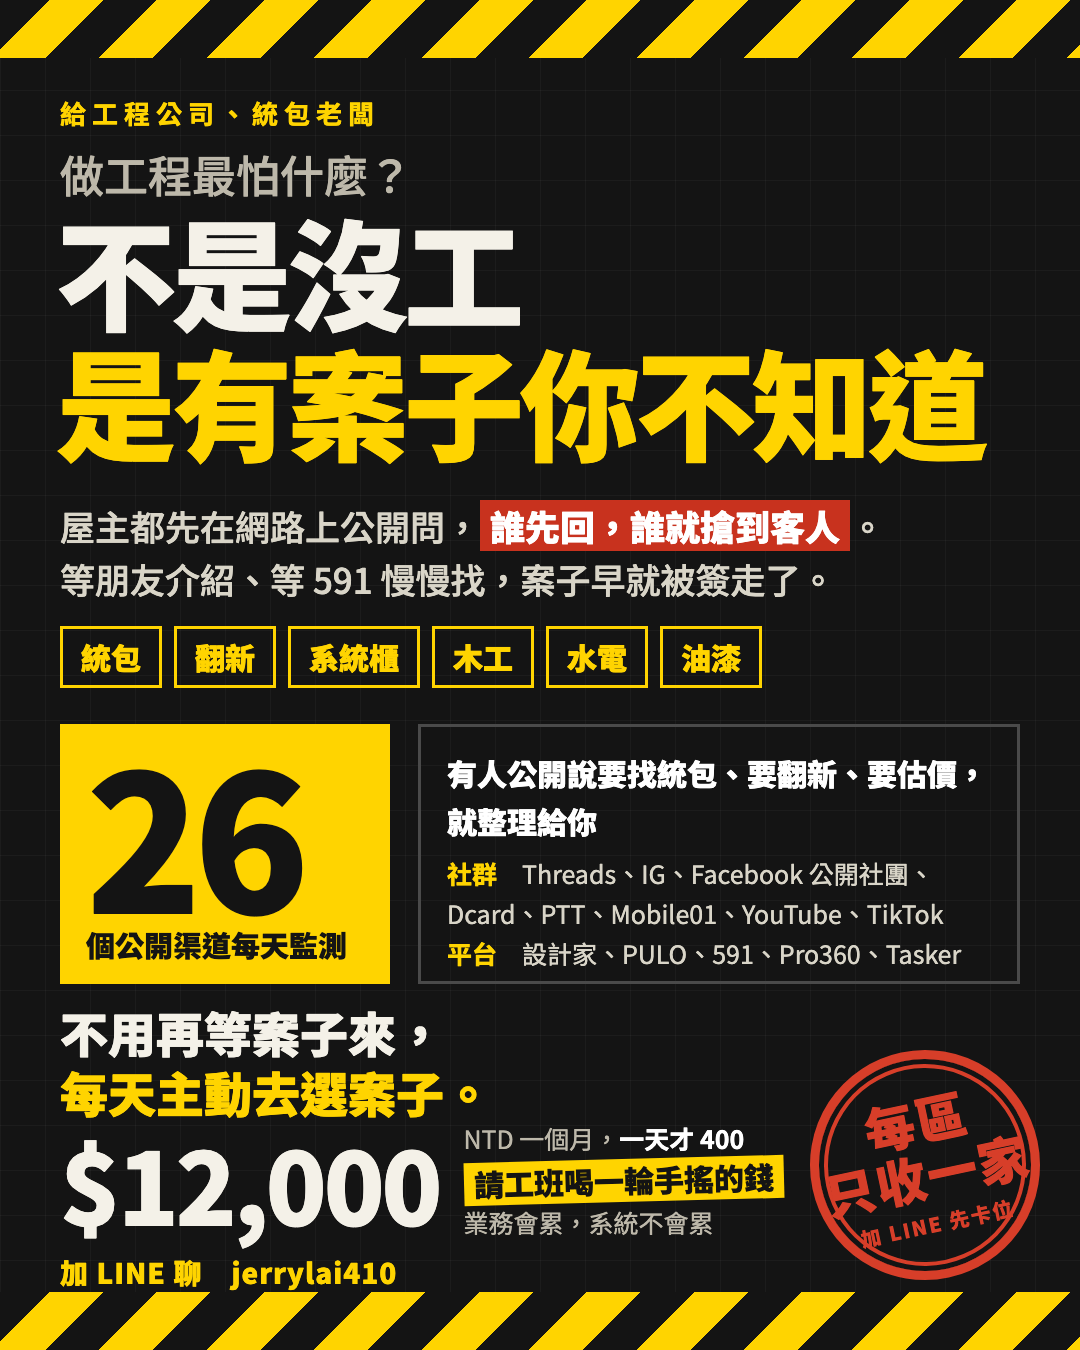 給工程公司、統包老闆
做工程最怕什麼？
不是沒工
是有案子你不知道
屋主都先在網路上公開問，誰先回，誰就搶到客人。
等朋友介紹、等 591 慢慢找，案子早就被簽走了。
統包 翻新 系統櫃 木工 水電 油漆
26
個公開渠道每天監測
有人公開說要找統包、要翻新、要估價，
就整理給你
社群 Threads、IG、Facebook 公開社團、
Dcard、PTT、Mobile01、YouTube、TikTok
平台 設計家、PULO、591、Pro360、Tasker
不用再等案子來，
每天主動去選案子。
$12,000
NTD 一個月，一天才 400
請工班喝一輪手搖的錢
業務會累，系統不會累
加 LINE 聊 jerrylai410
每區
只收一家
加 LINE 先卡位